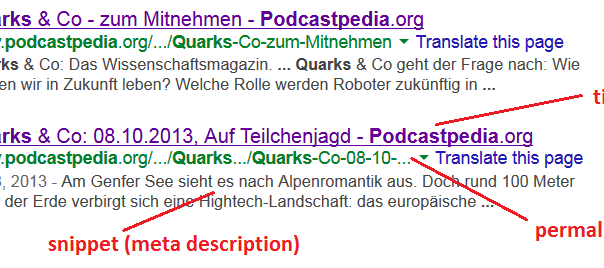 arks & Co - zum Mitnehmen - Podcastpedia.org
.podcastpedia.org/.../Quarks-Co-zum-Mitnehmen Translate this page
rks & Co: Das Wissenschaftsmagazin. ... Quarks & Co geht der Frage nach: Wie
en wir in Zukunft leben? Welche Rolle werden Roboter zukünftig in ...
ti
arks & Co: 08.10.2013, Auf Teilchenjagd - Podcastpedia.org
.podcastpedia.org/.../Quarks.../Quarks-Co-08-10-... Translate this page
3, 2013 - Am Genfer See sieht es nach Alpenromantik aus. Doch rund 100 Meter
r der Erde verbirgt sich eine Hightech-Landschaft: das europäische ...
permal
snippet (meta description)